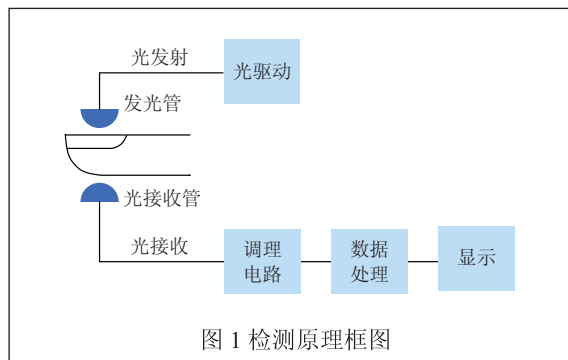 光发射
光驱动
发光管
光接收管
光接收
调理
电路
数据
处理
显示
图 1 检测原理框图